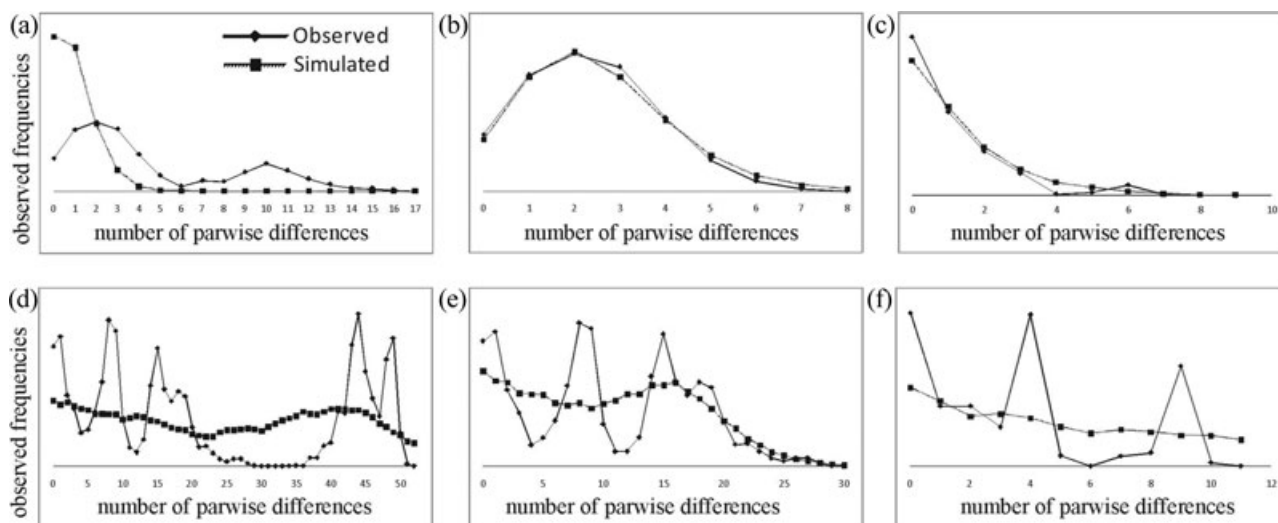 (a)
Observed
Simulated
observed frequencies
0 1 2 3 4 5 6 7 8 9 10 11 12 13 14 15 16 17
number of parwise differences
(b)
0 1 2 3 4 5 6 7 8
number of parwise differences
(c)
0 2 4 6 8 10
number of parwise differences
(d)
observed frequencies
0 5 10 15 20 25 30 35 40 45 50
number of parwise differences
(e)
0 5 10 15 20 25 30
number of parwise differences
(f)
0 2 4 6 8 10 12
number of parwise differences